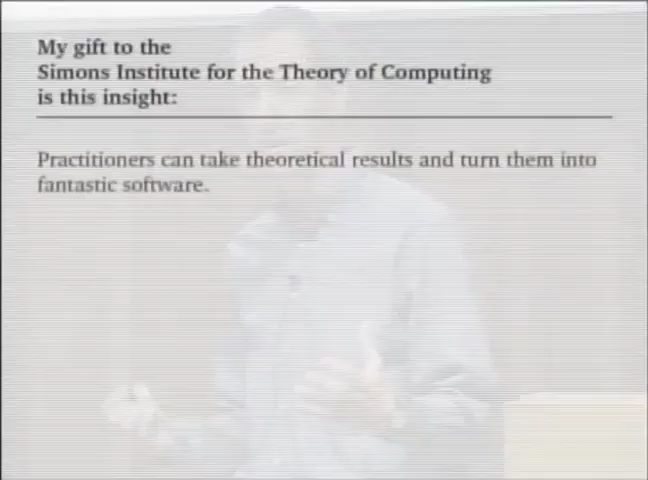 My gift to the
Simons Institute for the Theory of Computing
is this insight:
Practitioners can take theoretical results and turn them into
fantastic software.